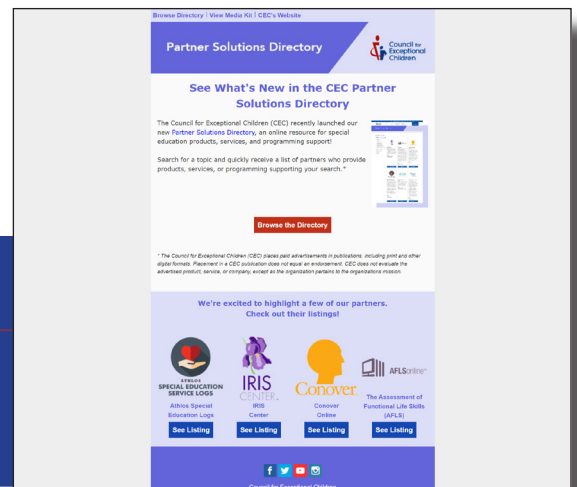 Browse Directory | View Media Kit | CEC's Website
Partner Solutions Directory
Council for
Exceptional
Children
See What's New in the CEC Partner
Solutions Directory
The Council for Exceptional Children (CEC) recently launched our
new Partner Solutions Directory, an online resource for special
education products, services, and programming support!
Search for a topic and quickly receive a list of partners who provide
products, services, or programming supporting your search.*
Browse the Directory
* The Council for Exceptional Children (CEC) places paid advertisements in publications, including print and other
digital formats. Placement in a CEC publication does not equal an endorsement. CEC does not evaluate the
advertised product, service, or company, except as the organization pertains to the organizations mission.
We're excited to highlight a few of our partners.
Check out their listings!
ATHLOS
SPECIAL EDUCATION
SERVICE LOGS
Athlos Special
Education Logs
See Listing
IRIS
CENTER
IRIS
Center
See Listing
Conover
Conover
Online
See Listing
AFLSonline
The Assessment of
Functional Life Skills
(AFLS)
See Listing
Council for Exceptional Children